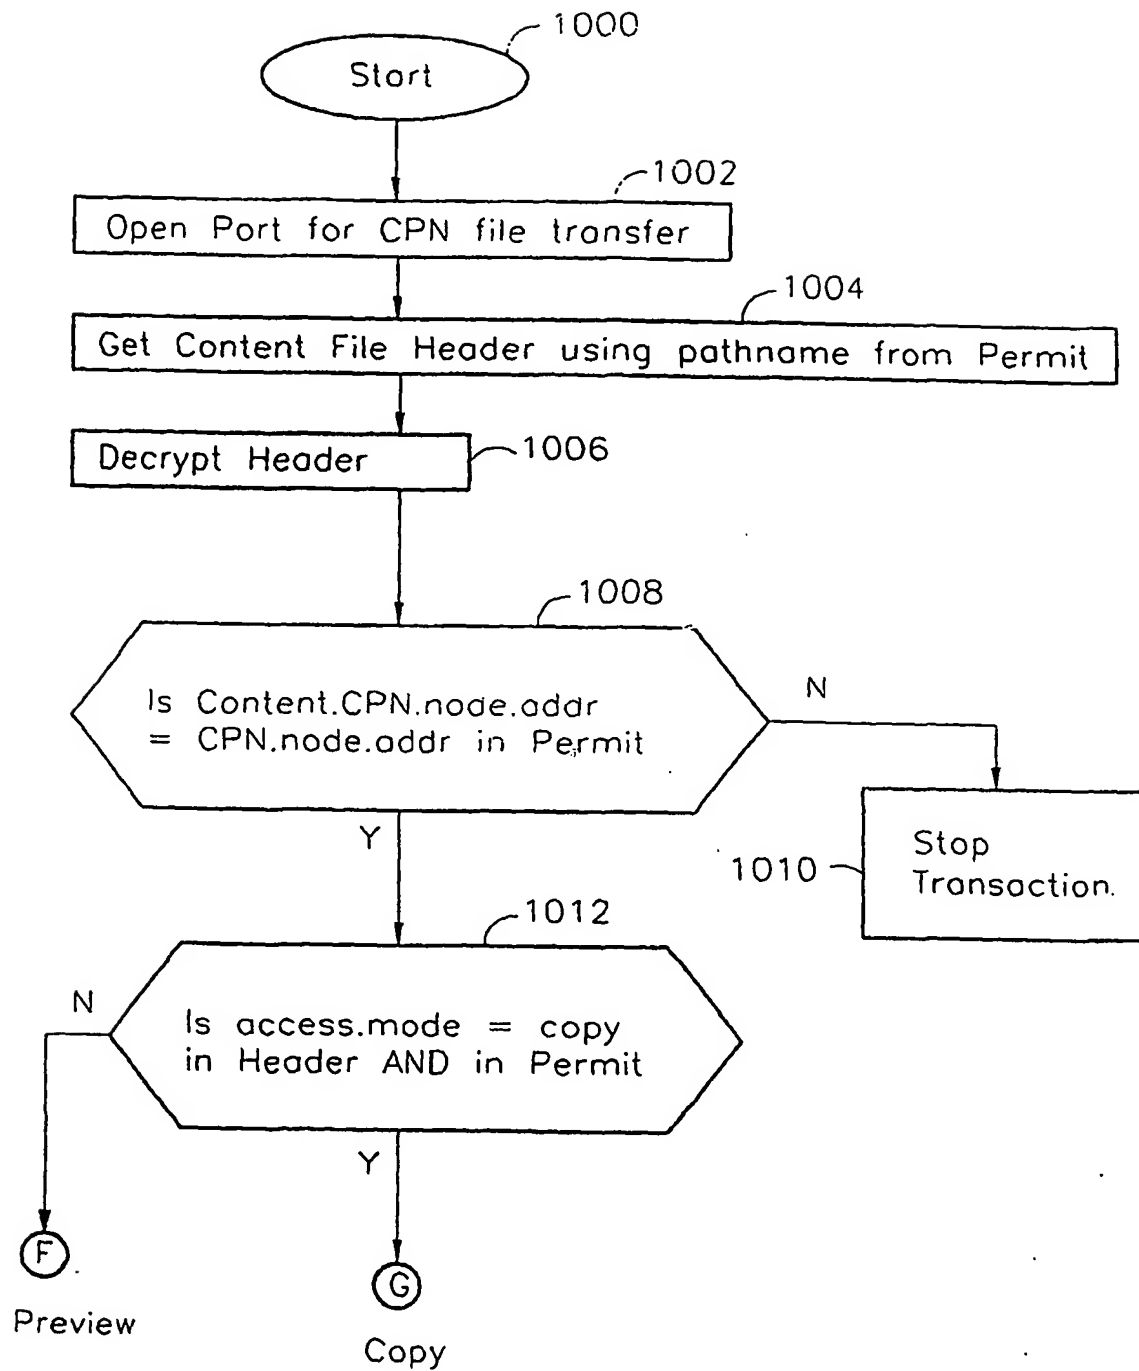 1000
Start
1002
Open Port for CPN file transfer
1004
Get Content File Header using pathname from Permit
Decrypt Header
1006
1008
Is Content.CPN.node.addr
= CPN.node.addr in Permit
N
Y
1010
Stop
Transaction.
1012
N
Is access.mode = copy
in Header AND in Permit
Y
F
Preview
G
Copy